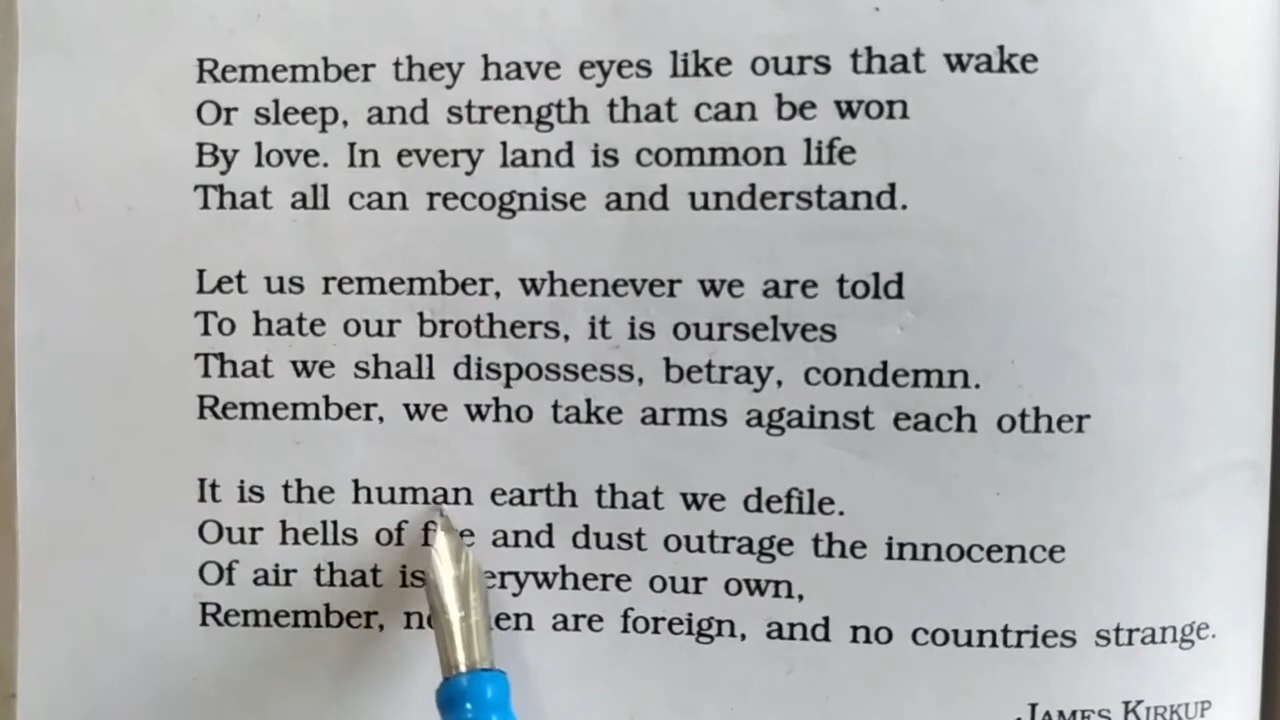 Remember they have eyes like ours that wake
Or sleep, and strength that can be won
By love. In every land is common life
That all can recognise and understand.
Let us remember, whenever we are told
To hate our brothers, it is ourselves
That we shall dispossess, betray, condemn.
Remember, we who take arms against each other
It is the human earth that we defile.
Our hells of and dust outrage the innocence
Of air that is our own,
Remember, are foreign, and no countries strange.
JAMES KIRKUP